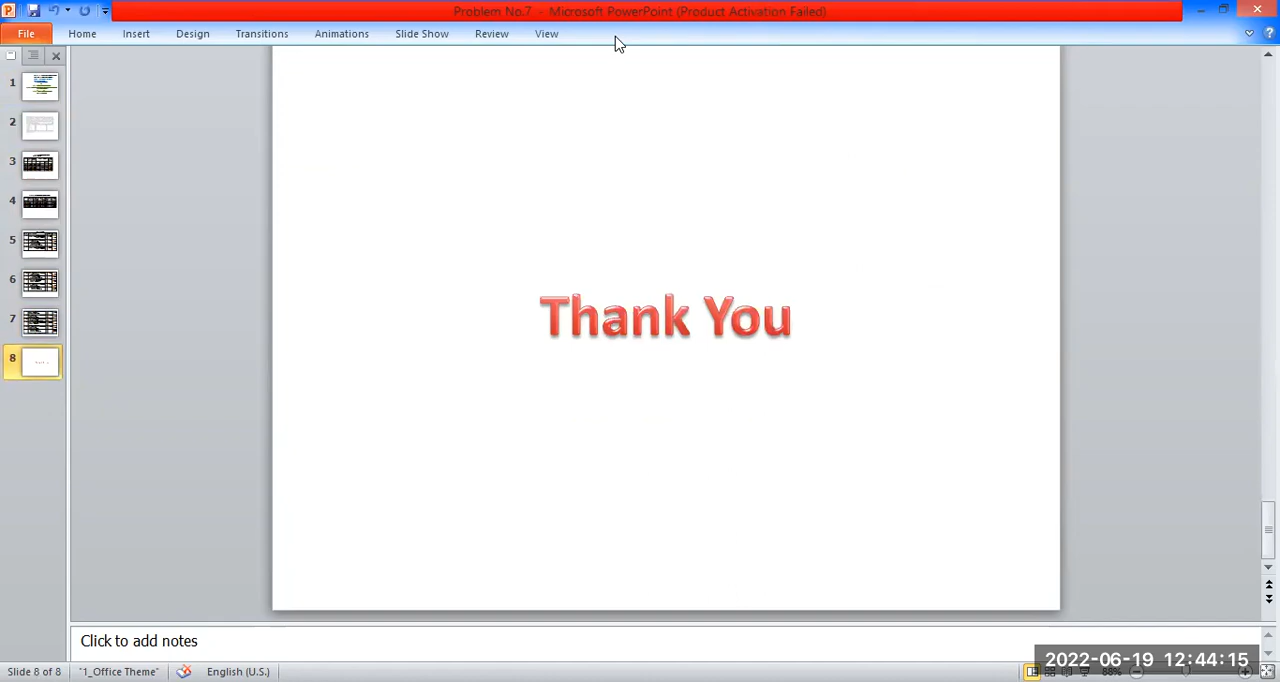 Problem No.7 - Microsoft PowerPoint (Product Activation Failed)
File Home Insert Design Transitions Animations Slide Show Review View
1
2
3
4
5
6
7
8
Thank You
Click to add notes
Slide 8 of 8 "1_Office Theme" English (U.S.) 88%
2022-06-19 12:44:15